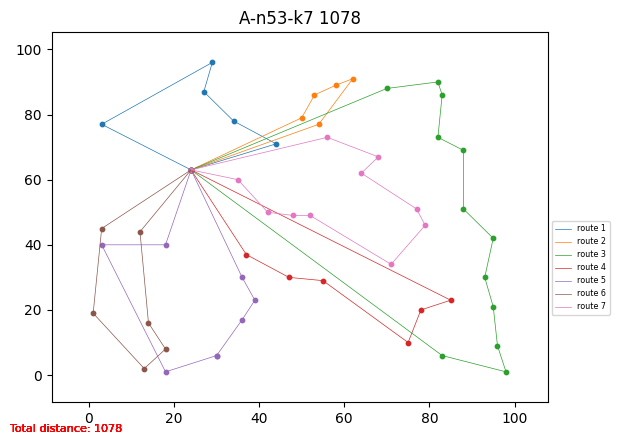 A-n53-k7 1078
100
80
60
40
20
0
0 20 40 60 80 100
route 1
route 2
route 3
route 4
route 5
route 6
route 7
Total distance: 1078